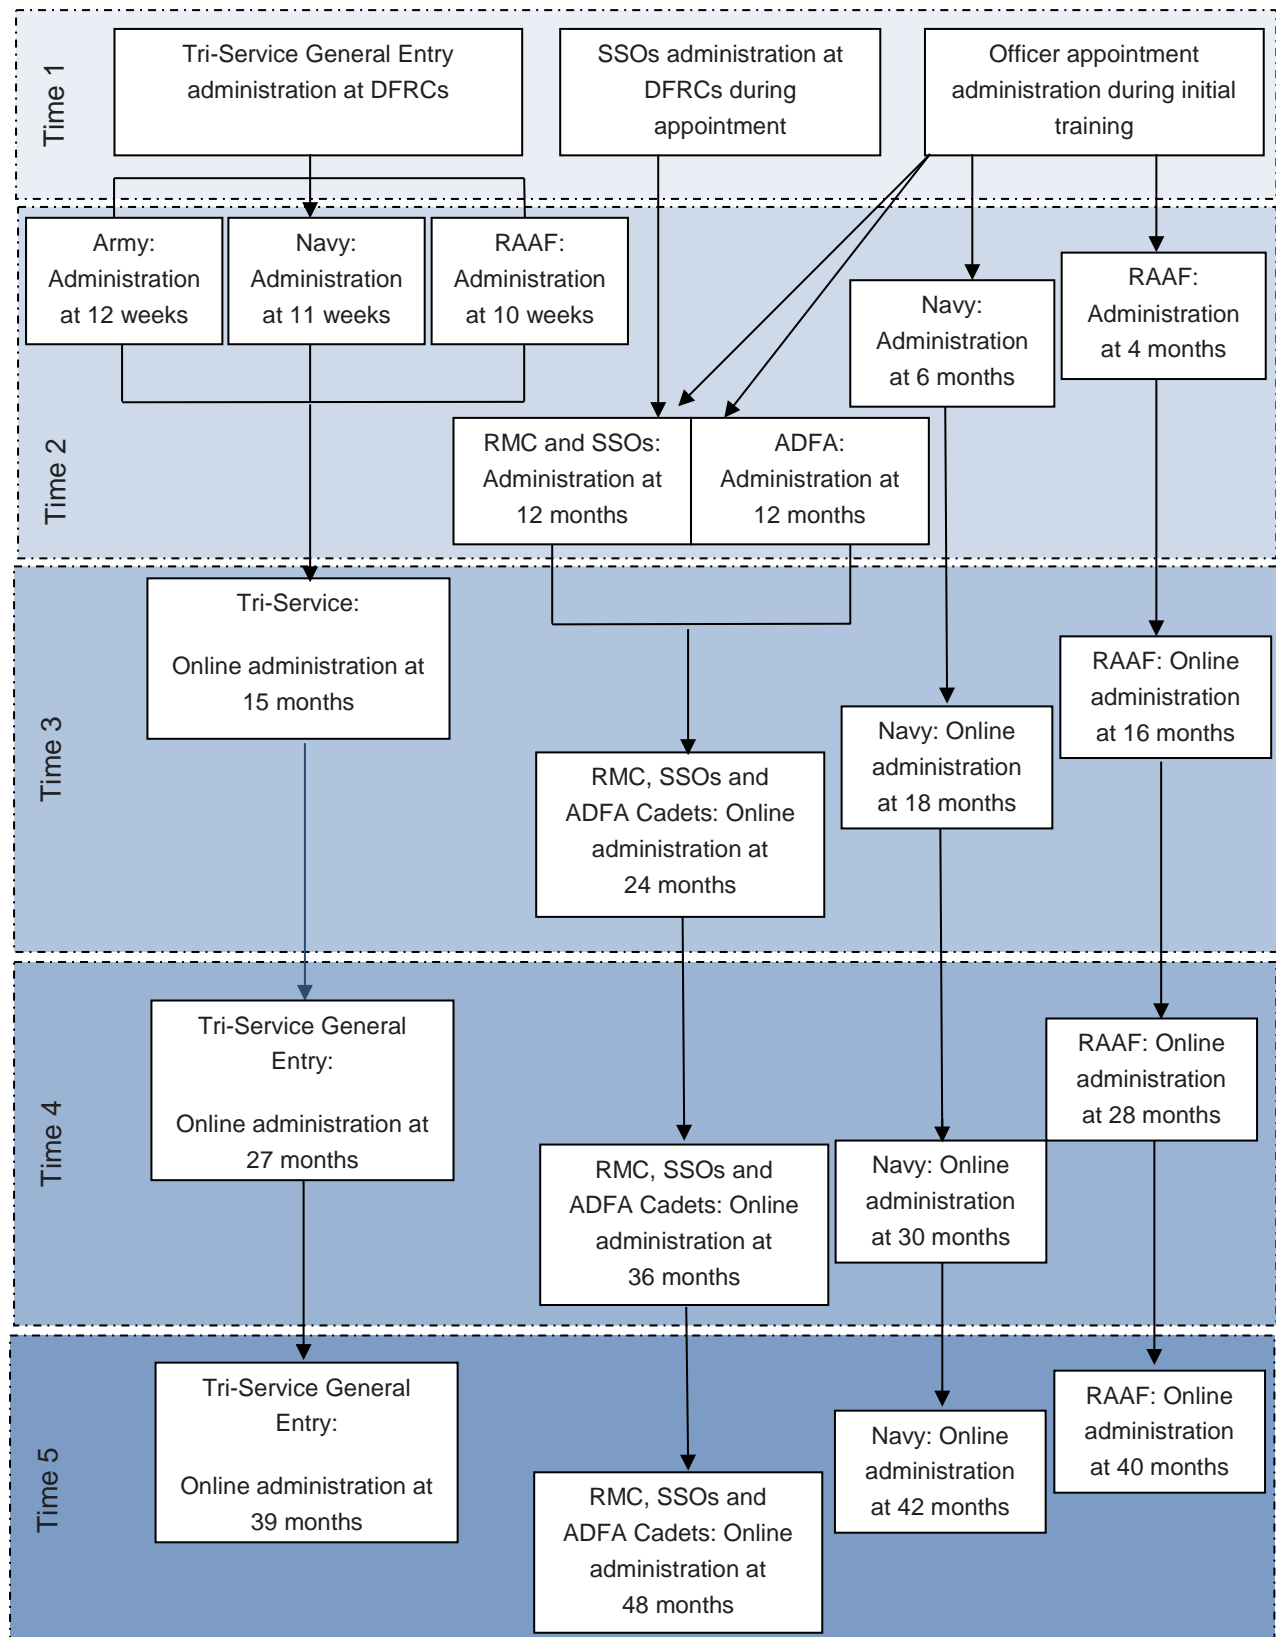 Time 1
Tri-Service General Entry
administration at DFRCs
SSOs administration at
DFRCs during
appointment
Officer appointment
administration during initial
training
Time 2
Army:
Administration
at 12 weeks
Navy:
Administration
at 11 weeks
RAAF:
Administration
at 10 weeks
Navy:
Administration
at 6 months
RAAF:
Administration
at 4 months
RMC and SSOs:
Administration at
12 months
ADFA:
Administration at
12 months
Time 3
Tri-Service:
Online administration at
15 months
RMC, SSOs and
ADFA Cadets: Online
administration at
24 months
Navy: Online
administration
at 18 months
RAAF: Online
administration
at 16 months
Time 4
Tri-Service General
Entry:
Online administration at
27 months
RMC, SSOs and
ADFA Cadets: Online
administration at
36 months
Navy: Online
administration
at 30 months
RAAF: Online
administration
at 28 months
Time 5
Tri-Service General
Entry:
Online administration at
39 months
RMC, SSOs and
ADFA Cadets: Online
administration at
48 months
Navy: Online
administration
at 42 months
RAAF: Online
administration
at 40 months